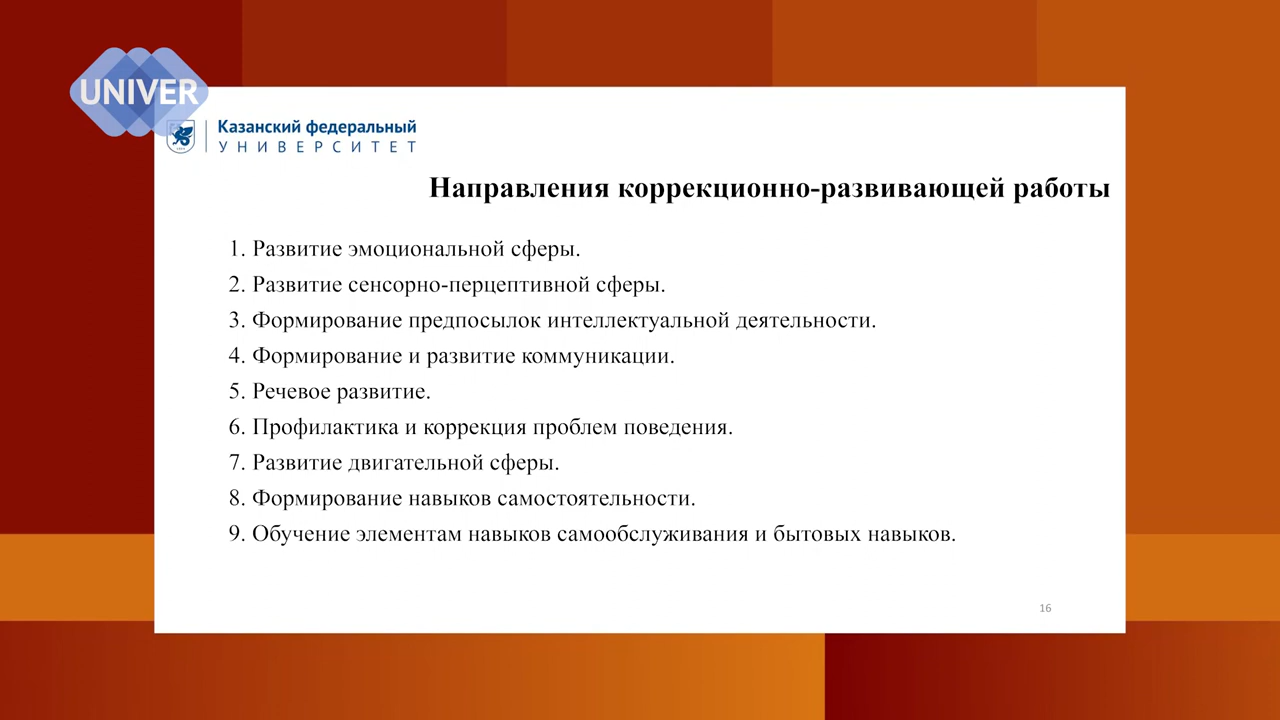 UNIVER
Казанский федеральный
УНИВЕРСИТЕТ
Направления коррекционно-развивающей работы
1. Развитие эмоциональной сферы.
2. Развитие сенсорно-перцептивной сферы.
3. Формирование предпосылок интеллектуальной деятельности.
4. Формирование и развитие коммуникации.
5. Речевое развитие.
6. Профилактика и коррекция проблем поведения.
7. Развитие двигательной сферы.
8. Формирование навыков самостоятельности.
9. Обучение элементам навыков самообслуживания и бытовых навыков.
16